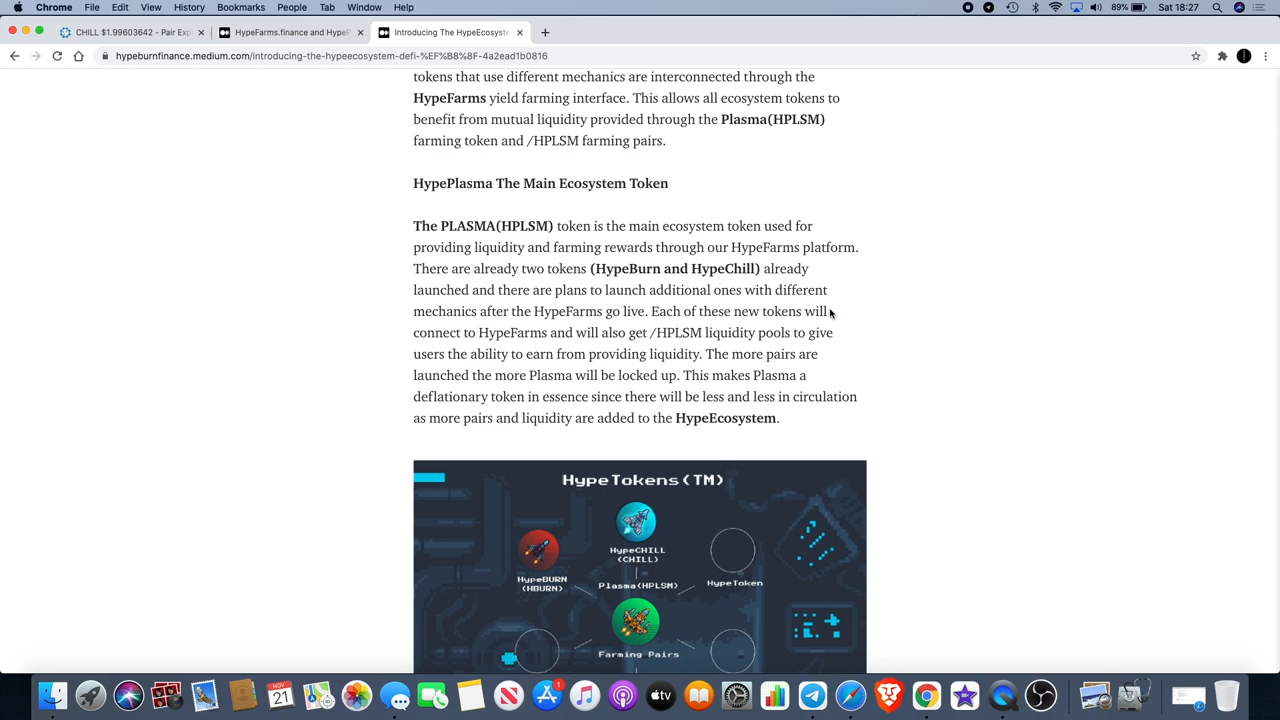 Chrome File Edit View History Bookmarks People Tab Window Help 89% Sat 18:27
CHILL $1.99603642 - Pair Exp HypeFarms.finance and HypeP Introducing The HypeEcosyste
hypeburnfinance.medium.com/introducing-the-hypeecosystem-defi-%EF%B8%8F-4a2ead1b0816
tokens that use different mechanics are interconnected through the
HypeFarms yield farming interface. This allows all ecosystem tokens to
benefit from mutual liquidity provided through the Plasma(HPLSM)
farming token and /HPLSM farming pairs.
HypePlasma The Main Ecosystem Token
The PLASMA(HPLSM) token is the main ecosystem token used for
providing liquidity and farming rewards through our HypeFarms platform.
There are already two tokens (HypeBurn and HypeChill) already
launched and there are plans to launch additional ones with different
mechanics after the HypeFarms go live. Each of these new tokens will
connect to HypeFarms and will also get /HPLSM liquidity pools to give
users the ability to earn from providing liquidity. The more pairs are
launched the more Plasma will be locked up. This makes Plasma a
deflationary token in essence since there will be less and less in circulation
as more pairs and liquidity are added to the HypeEcosystem.
HypeTokens(TM)
HypeCHILL
(CHILL)
HypeBURN
(HBURN)
Plasma(HPLSM)
HypeToken
Farming Pairs
NOV
21
1
tv